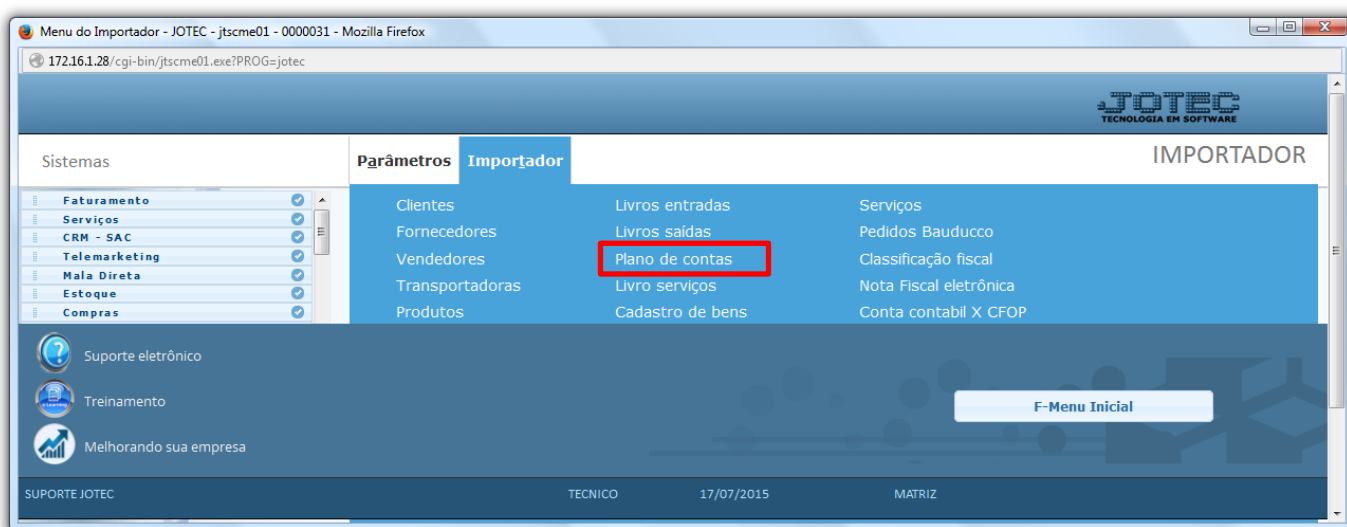 Menu do Importador - JOTEC - jtscme01 - 0000031 - Mozilla Firefox
172.16.1.28/cgi-bin/jtscme01.exe?PROG=jotec
JOTEC
TECNOLOGIA EM SOFTWARE
Sistemas
Parâmetros Importador
IMPORTADOR
Faturamento
Serviços
CRM - SAC
Telemarketing
Mala Direta
Estoque
Compras
Clientes Livros entradas Serviços
Fornecedores Livros saídas Pedidos Bauducco
Vendedores Plano de contas Classificação fiscal
Transportadoras Livro serviços Nota Fiscal eletrônica
Produtos Cadastro de bens Conta contabil X CFOP
Suporte eletrônico
Treinamento
Melhorando sua empresa
F-Menu Inicial
SUPORTE JOTEC TECNICO 17/07/2015 MATRIZ